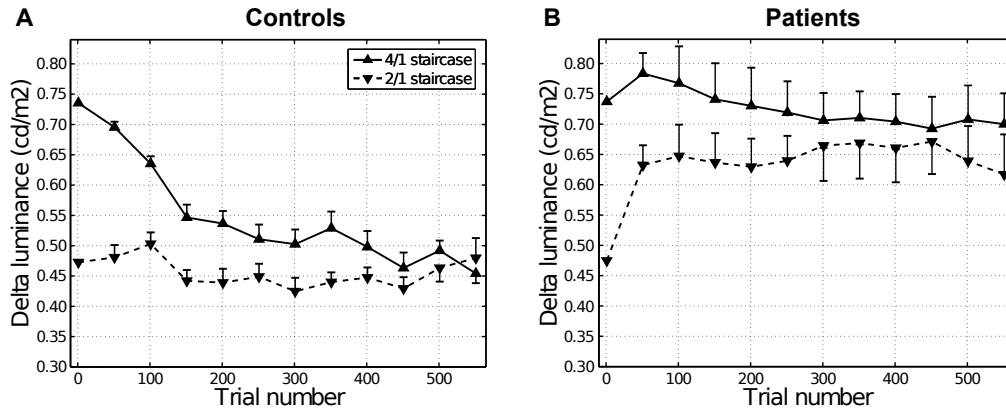 A Controls
Delta luminance (cd/m2)
0.80
0.75
0.70
0.65
0.60
0.55
0.50
0.45
0.40
0.35
0.30
4/1 staircase
2/1 staircase
0 100 200 300 400 500
Trial number
B Patients
Delta luminance (cd/m2)
0.80
0.75
0.70
0.65
0.60
0.55
0.50
0.45
0.40
0.35
0.30
0 100 200 300 400 500
Trial number